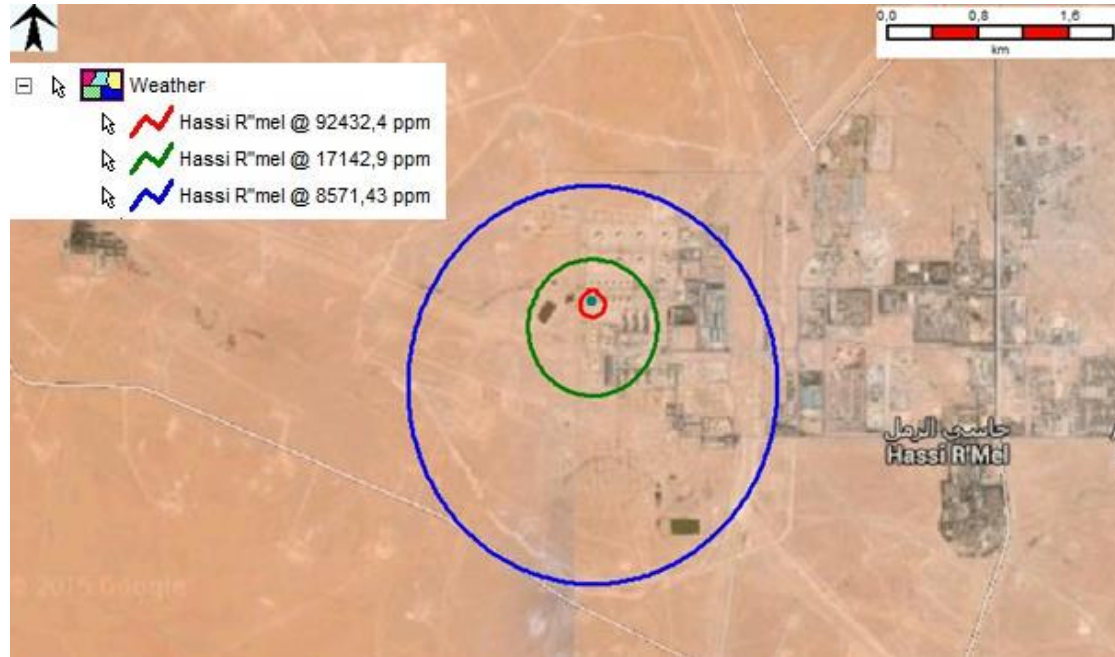 0,0 0,8 1,6
km
Weather
Hassi R"mel @ 92432,4 ppm
Hassi R"mel @ 17142,9 ppm
Hassi R"mel @ 8571,43 ppm
حاسي الرمل
Hassi R'Mel
© 2015 Google